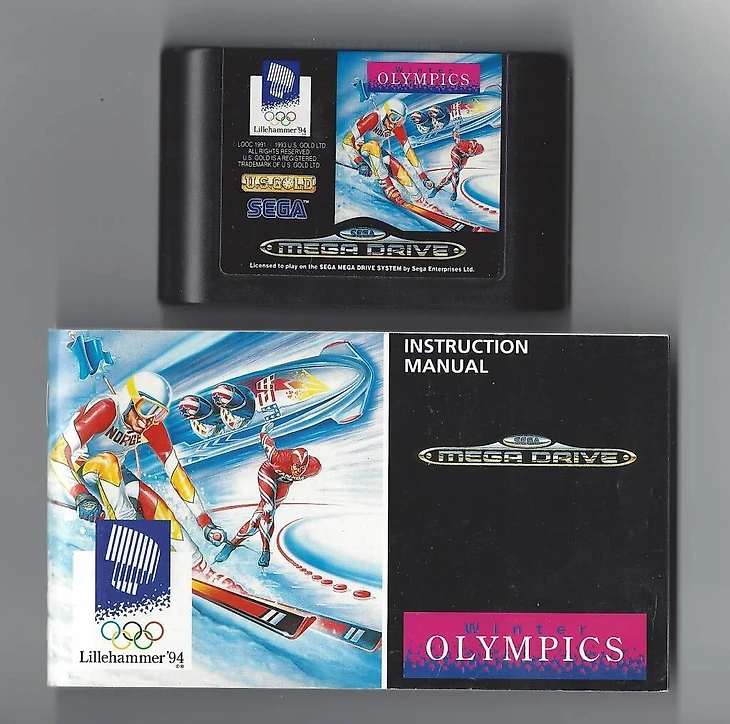 Winter
OLYMPICS
Lillehammer '94
LOOC 1991. 1993 U.S. GOLD LTD.
ALL RIGHTS RESERVED.
U.S. GOLD IS A REGISTERED
TRADEMARK OF U.S. GOLD LTD.
U.S. GOLD
SEGA™
SEGA
MEGA DRIVE
Licensed to play on the SEGA MEGA DRIVE SYSTEM by Sega Enterprises Ltd.
INSTRUCTION
MANUAL
NORGE
SEGA
MEGA DRIVE
Lillehammer '94
Winter
OLYMPICS